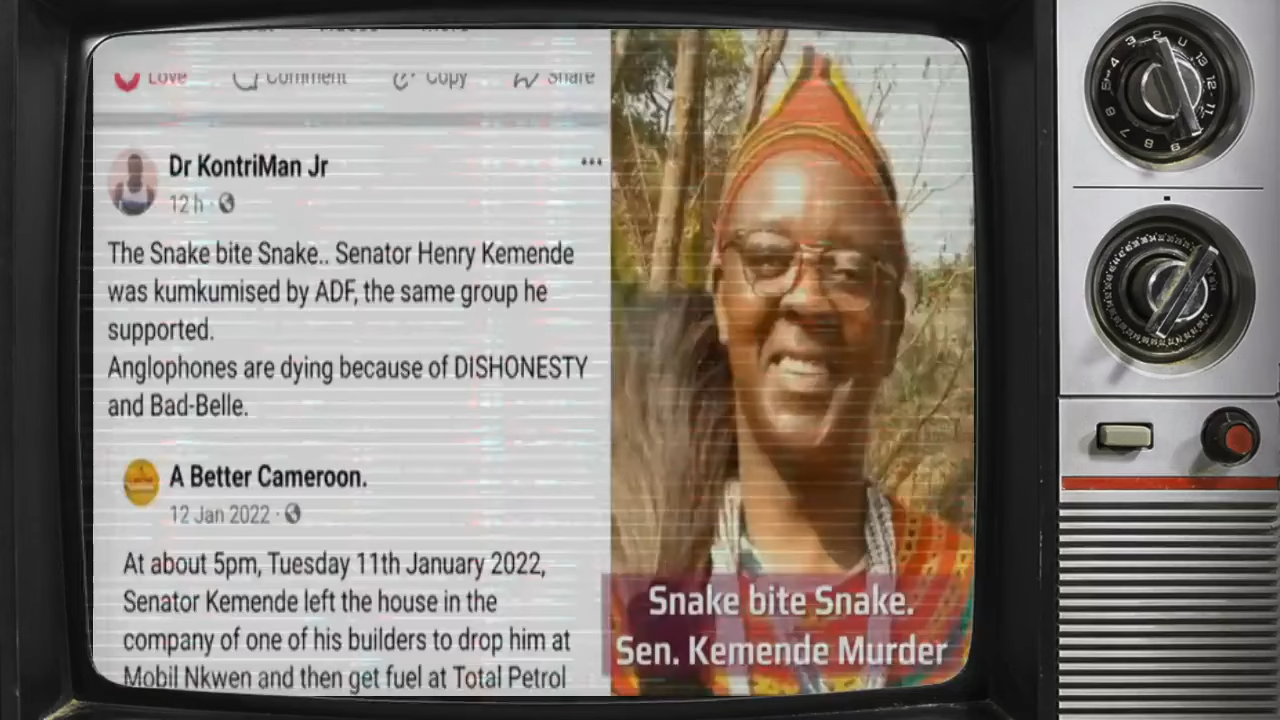 Love Comment Copy Share
Dr KontriMan Jr
12 h
The Snake bite Snake.. Senator Henry Kemende
was kumkumised by ADF, the same group he
supported.
Anglophones are dying because of DISHONESTY
and Bad-Belle.
A Better Cameroon.
12 Jan 2022
At about 5pm, Tuesday 11th January 2022,
Senator Kemende left the house in the
company of one of his builders to drop him at
Mobil Nkwen and then get fuel at Total Petrol
Snake bite Snake.
Sen. Kemende Murder